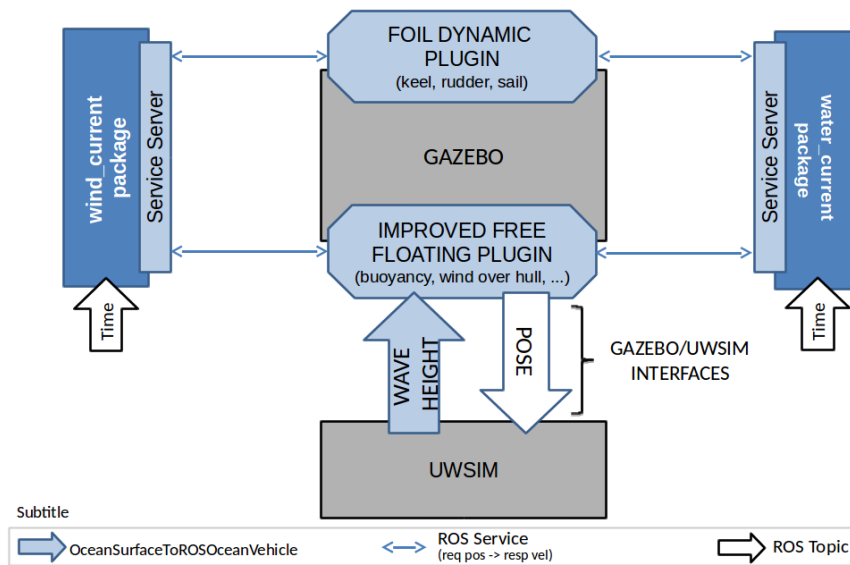 FOIL DYNAMIC
PLUGIN
(keel, rudder, sail)
wind_current
package
Service Server
GAZEBO
Service Server
water_current
package
IMPROVED FREE
FLOATING PLUGIN
(buoyancy, wind over hull, ...)
Time
WAVE
HEIGHT
POSE
GAZEBO/UWSIM
INTERFACES
Time
UWSIM
Subtitle
OceanSurfaceToROSOceanVehicle
ROS Service
(req pos -> resp vel)
ROS Topic